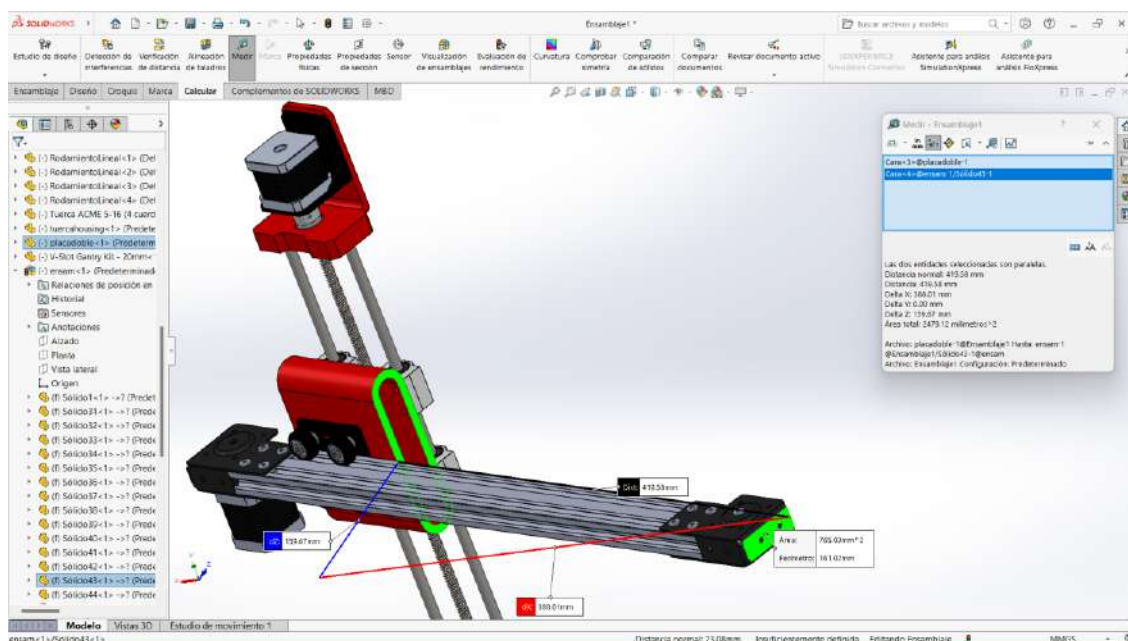 SOLIDWORKS
Ensamblaje1 *
Buscar archivos y modelos
Estudio de diseño
Detección de interferencias
Verificación de distancia
Alineación de taladros
Medir
Marca
Propiedades físicas
Propiedades de sección
Sensor
Visualización de ensamblajes
Evaluación de rendimiento
Curvatura
Comprobar simetría
Comparación de sólidos
Comparar documentos
Revisar documento activo
Asistente para análisis SimulationXpress
Asistente para análisis FloXpress
Ensamblaje Diseño Croquis Marca Calcular Complementos de SOLIDWORKS MBD
(-) RodamientoLineal<1> (Del
(-) RodamientoLineal<2> (Del
(-) RodamientoLineal<3> (Del
(-) RodamientoLineal<4> (Del
(-) Tuerca ACME 5-16 (4 cuerd
(-) tuercahousing<1> (Predete
(-) placadoble<1> (Predeterm
(-) V-Slot Gantry Kit - 20mm<
(-) ensam<1> (Predeterminad
Relaciones de posición en
Historial
Sensores
Anotaciones
Alzado
Planta
Vista lateral
Origen
(f) Sólido1<1> ->? (Predet
(f) Sólido31<1> ->? (Prede
(f) Sólido32<1> ->? (Prede
(f) Sólido33<1> ->? (Prede
(f) Sólido34<1> ->? (Prede
(f) Sólido35<1> ->? (Prede
(f) Sólido36<1> ->? (Prede
(f) Sólido37<1> ->? (Prede
(f) Sólido38<1> ->? (Prede
(f) Sólido39<1> ->? (Prede
(f) Sólido40<1> ->? (Prede
(f) Sólido41<1> ->? (Prede
(f) Sólido42<1> ->? (Prede
(f) Sólido43<1> ->? (Prede
(f) Sólido44<1> ->? (Prede
Medir - Ensamblaje1
Cara<3>@placadoble-1
Cara<4>@ensam-1/Sólido43-1
Las dos entidades seleccionadas son paralelas.
Distancia normal: 419.58 mm
Distancia: 419.58 mm
Delta X: 388.01 mm
Delta Y: 0.00 mm
Delta Z: 159.67 mm
Área total: 2479.12 milímetros^2
Archivo: placadoble-1@Ensamblaje1 Hasta: ensam-1
@Ensamblaje1/Sólido43-1@ensam
Archivo: Ensamblaje1 Configuración: Predeterminado
Dist: 419.58mm
dZ: 159.67mm
Perímetro: 161.02mm
dX: 388.01mm
Modelo Vistas 3D Estudio de movimiento 1
ensam<1>/Sólido43<1>
Distancia normal: 23.08mm Insuficientemente definida Editando Ensamblaje MMGS